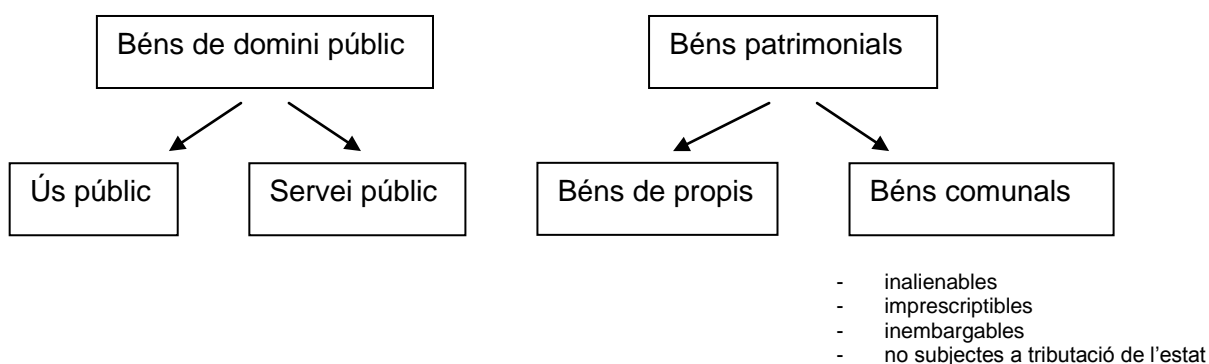 Béns de domini públic
Béns patrimonials
Ús públic
Servei públic
Béns de propis
Béns comunals
- inalienables
- imprescriptibles
- inembargables
- no subjectes a tributació de l'estat